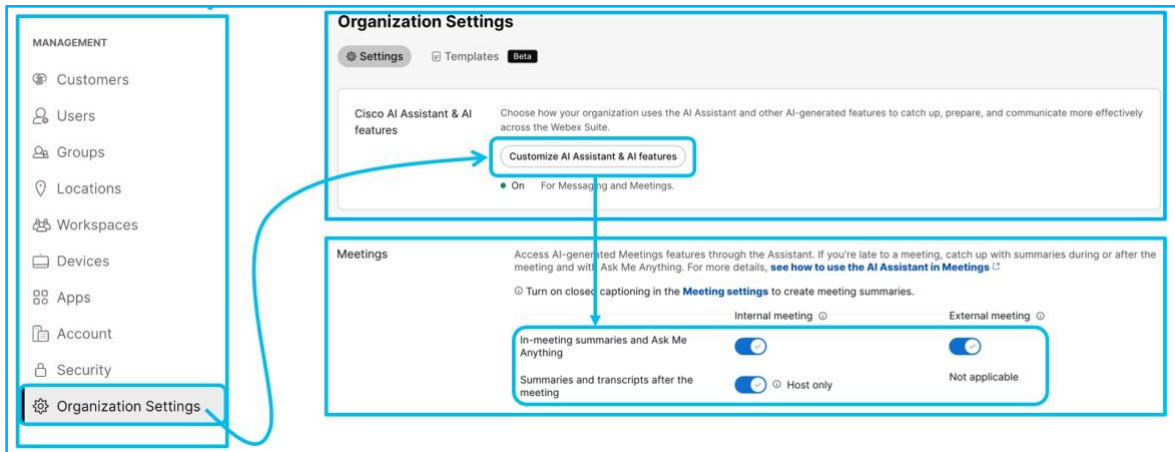 MANAGEMENT
Customers
Users
Groups
Locations
Workspaces
Devices
Apps
Account
Security
Organization Settings
Organization Settings
Settings Templates Beta
Cisco AI Assistant & AI
features
Choose how your organization uses the AI Assistant and other AI-generated features to catch up, prepare, and communicate more effectively
across the Webex Suite.
Customize AI Assistant & AI features
On For Messaging and Meetings.
Meetings
Access AI-generated Meetings features through the Assistant. If you're late to a meeting, catch up with summaries during or after the
meeting and with Ask Me Anything. For more details, see how to use the AI Assistant in Meetings
Turn on closed captioning in the Meeting settings to create meeting summaries.
Internal meeting External meeting
In-meeting summaries and Ask Me
Anything
Summaries and transcripts after the
meeting
Host only
Not applicable